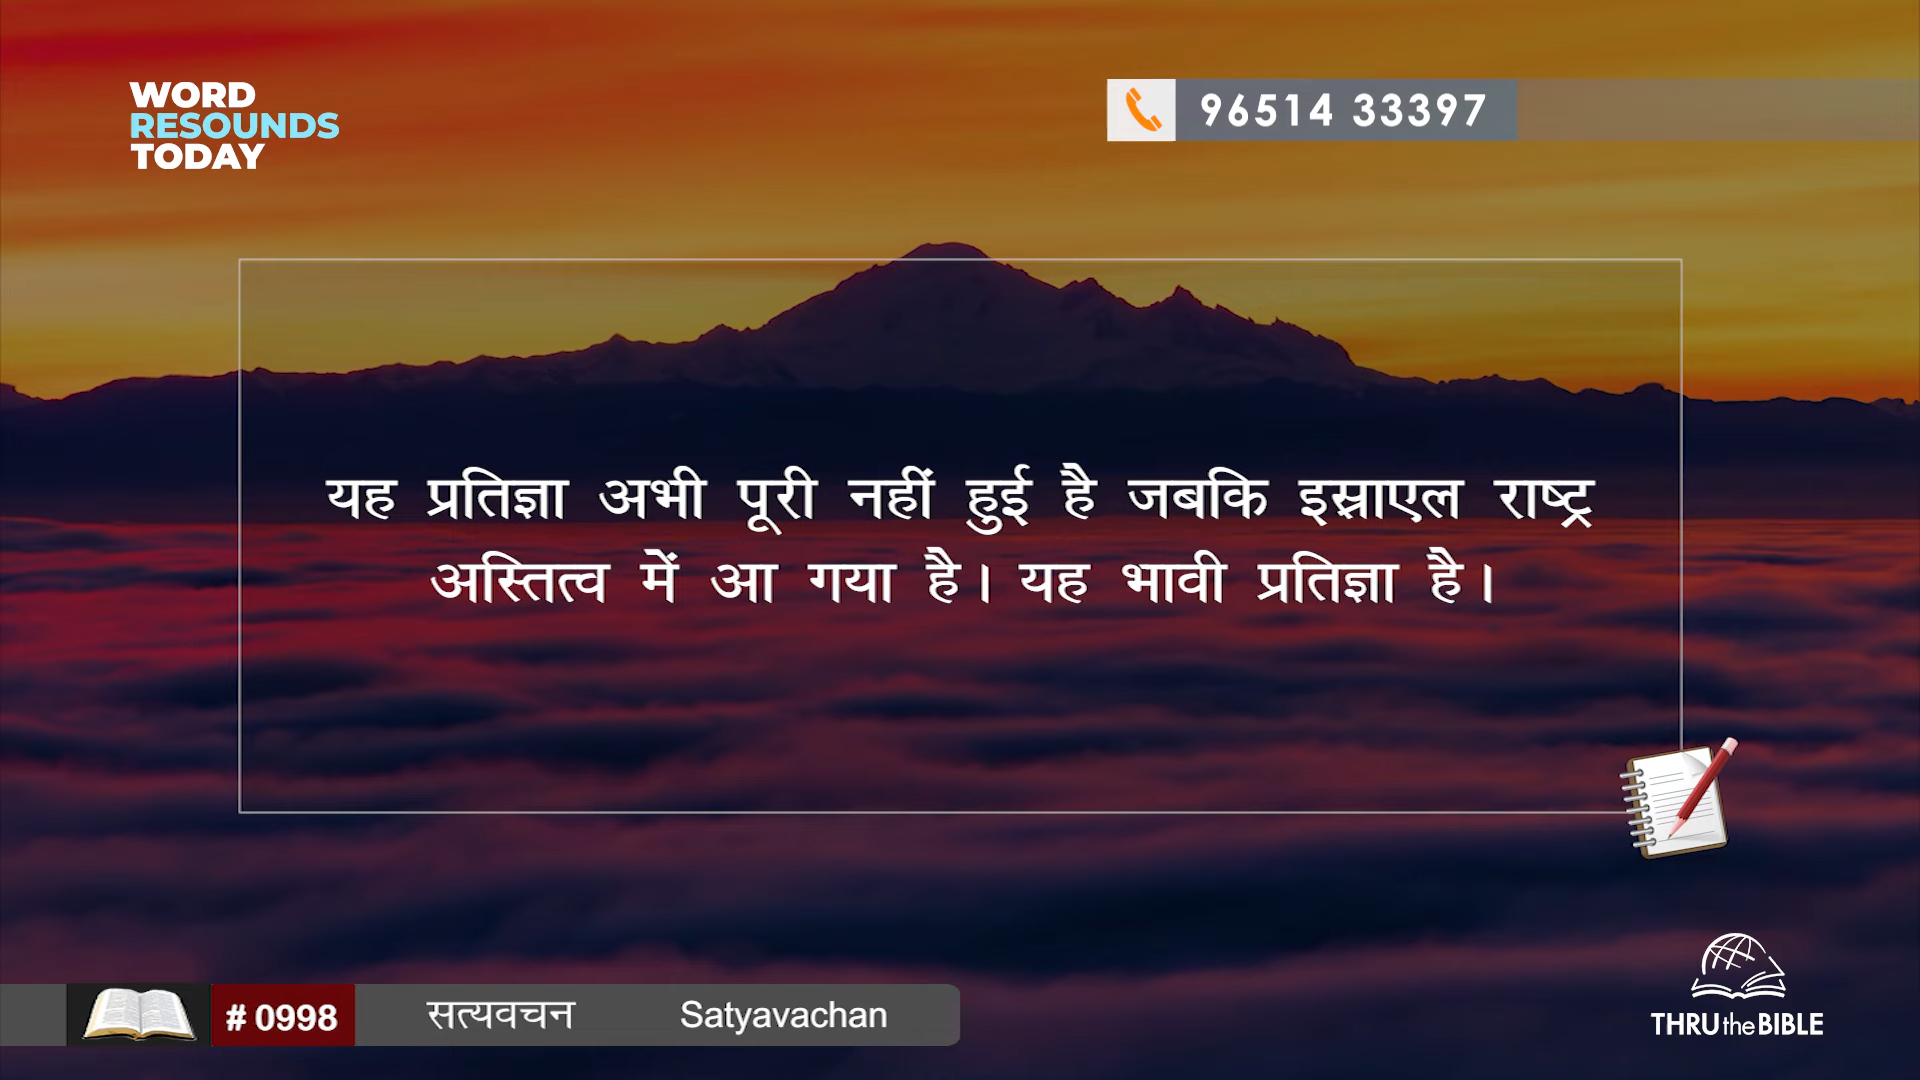 WORD
RESOUNDS
TODAY
96514 33397
यह प्रतिज्ञा अभी पूरी नहीं हुई है जबकि इस्राएल राष्ट्र
अस्तित्व में आ गया है। यह भावी प्रतिज्ञा है।
# 0998 सत्यवचन Satyavachan
THRU the BIBLE